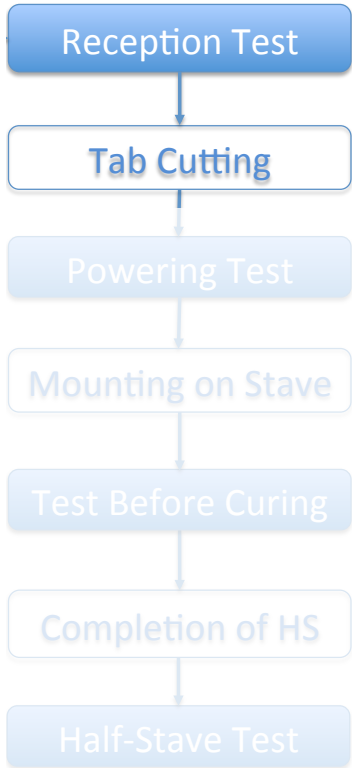 Reception Test
Tab Cutting
Powering Test
Mounting on Stave
Test Before Curing
Completion of HS
Half-Stave Test